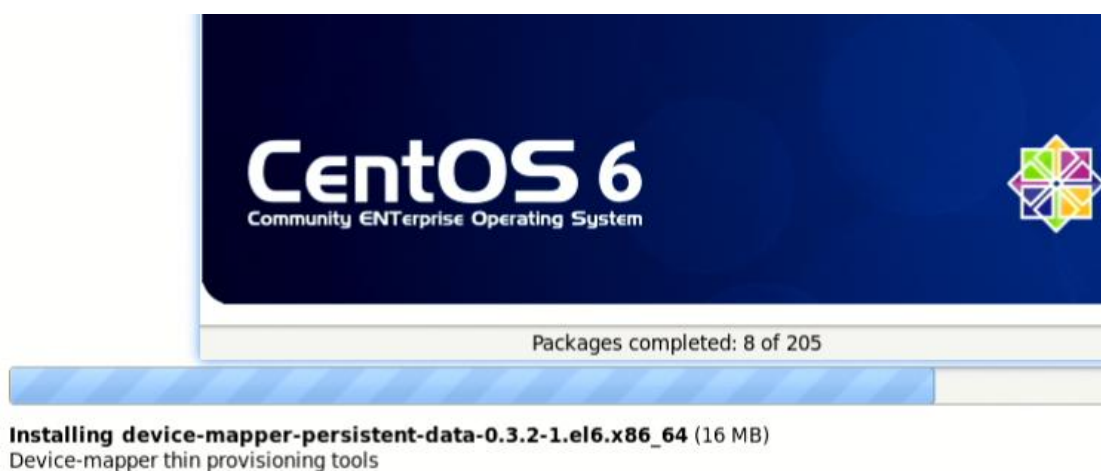 CentOS 6
Community ENTerprise Operating System
Packages completed: 8 of 205
Installing device-mapper-persistent-data-0.3.2-1.el6.x86_64 (16 MB)
Device-mapper thin provisioning tools